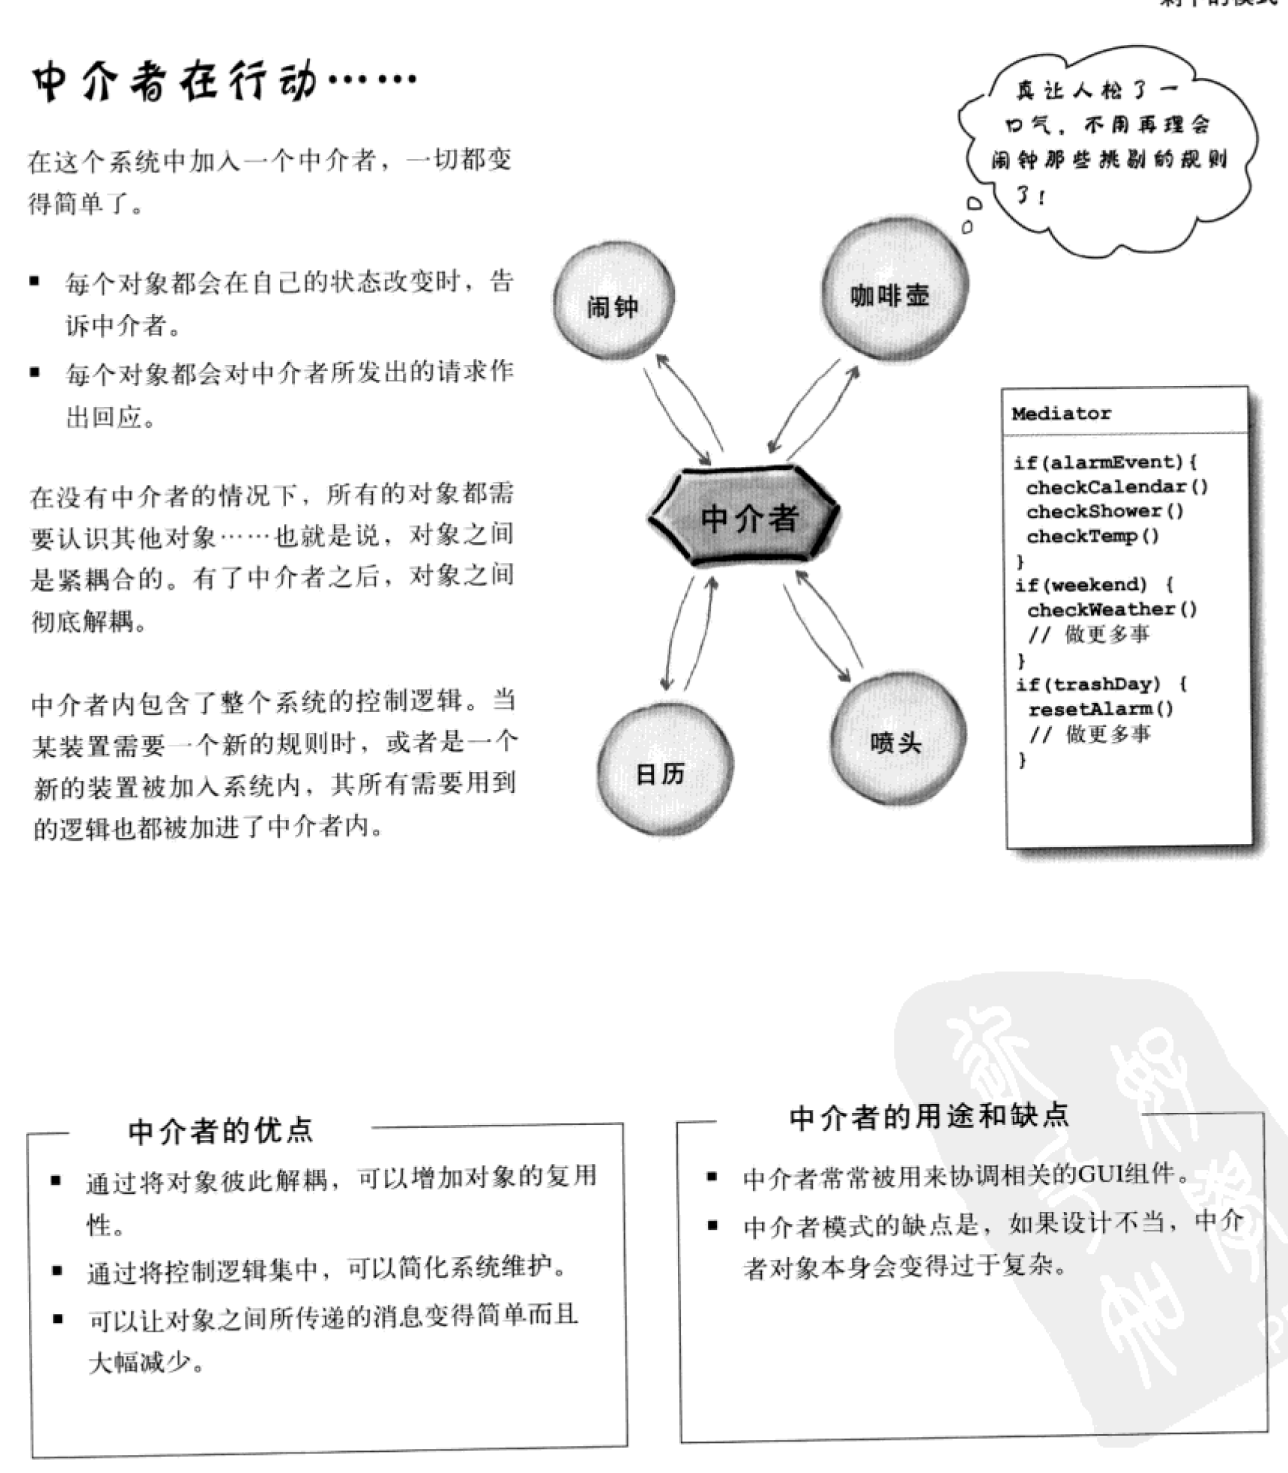 中介者在行动……
真让人松了一
口气，不用再理会
闹钟那些挑剔的规则
了！
在这个系统中加入一个中介者，一切都变
得简单了。
■ 每个对象都会在自己的状态改变时，告
诉中介者。
■ 每个对象都会对中介者所发出的请求作
出回应。
在没有中介者的情况下，所有的对象都需
要认识其他对象……也就是说，对象之间
是紧耦合的。有了中介者之后，对象之间
彻底解耦。
中介者内包含了整个系统的控制逻辑。当
某装置需要一个新的规则时，或者是一个
新的装置被加入系统内，其所有需要用到
的逻辑也都被加进了中介者内。
闹钟
咖啡壶
中介者
日历
喷头
Mediator
if(alarmEvent){
checkCalendar()
checkShower()
checkTemp()
}
if(weekend) {
checkWeather()
// 做更多事
}
if(trashDay) {
resetAlarm()
// 做更多事
}
中介者的优点
■ 通过将对象彼此解耦，可以增加对象的复用
性。
■ 通过将控制逻辑集中，可以简化系统维护。
■ 可以让对象之间所传递的消息变得简单而且
大幅减少。
中介者的用途和缺点
■ 中介者常常被用来协调相关的GUI组件。
■ 中介者模式的缺点是，如果设计不当，中介
者对象本身会变得过于复杂。